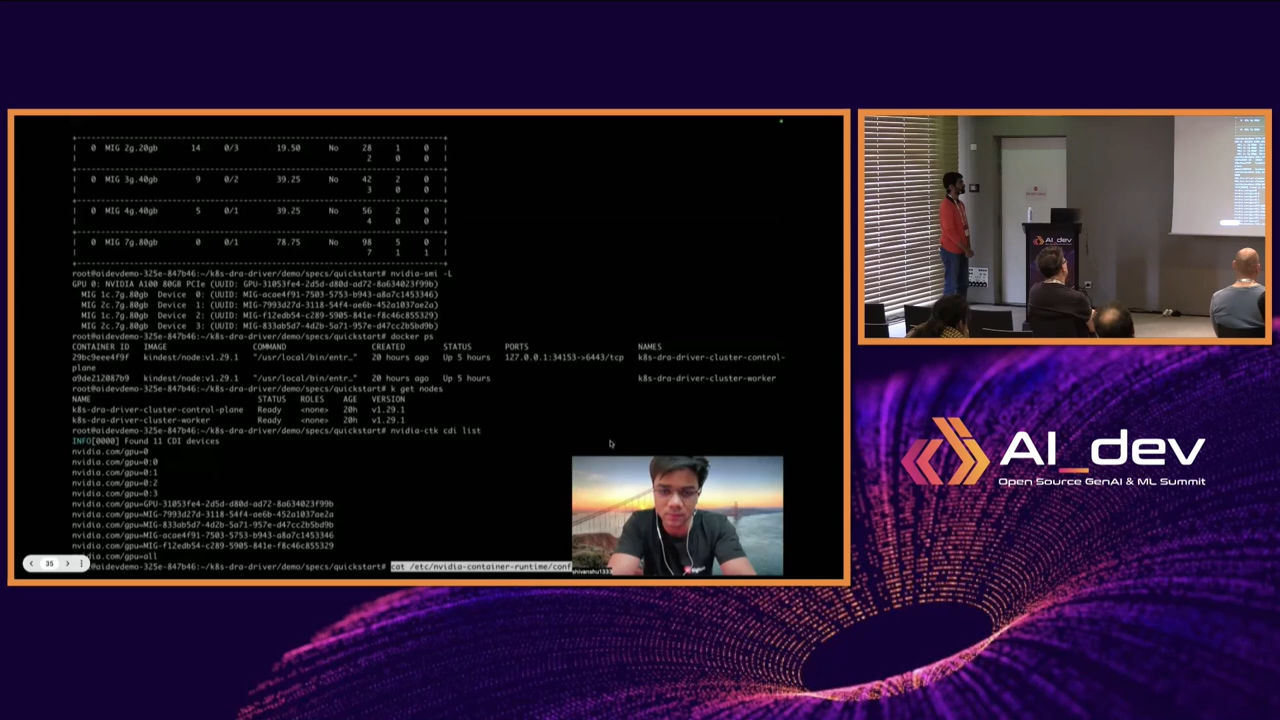 0 MIG 2g.20gb 14 0/3 19.50 No 28 1 0
2 0 0
0 MIG 3g.40gb 9 0/2 39.25 No 42 2 0
3 0 0
0 MIG 4g.40gb 5 0/1 39.25 No 56 2 0
4 0 0
0 MIG 7g.80gb 0 0/1 78.75 No 98 5 0
7 1 1
root@aidevdemo-325e-847b46:~/k8s-dra-driver/demo/specs/quickstart# nvidia-smi -L
GPU 0: NVIDIA A100 80GB PCIe (UUID: GPU-31053fe4-2d5d-d80d-ad72-8a634023f99b)
MIG 1c.7g.80gb Device 0: (UUID: MIG-acae4f91-7503-5753-b943-a8a7c1453346)
MIG 2c.7g.80gb Device 1: (UUID: MIG-7993d27d-3118-54f4-ae6b-452a1037ae2a)
MIG 1c.7g.80gb Device 2: (UUID: MIG-f12edb54-c289-5905-841e-f8c46c855329)
MIG 2c.7g.80gb Device 3: (UUID: MIG-833ab5d7-4d2b-5a71-957e-d47cc2b5bd9b)
root@aidevdemo-325e-847b46:~/k8s-dra-driver/demo/specs/quickstart# docker ps
CONTAINER ID IMAGE COMMAND CREATED STATUS PORTS NAMES
29bc9eee4f9f kindest/node:v1.29.1 "/usr/local/bin/entr…" 20 hours ago Up 5 hours 127.0.0.1:34153->6443/tcp k8s-dra-driver-cluster-control-
plane
a9de212087b9 kindest/node:v1.29.1 "/usr/local/bin/entr…" 20 hours ago Up 5 hours k8s-dra-driver-cluster-worker
root@aidevdemo-325e-847b46:~/k8s-dra-driver/demo/specs/quickstart# k get nodes
NAME STATUS ROLES AGE VERSION
k8s-dra-driver-cluster-control-plane Ready <none> 20h v1.29.1
k8s-dra-driver-cluster-worker Ready <none> 20h v1.29.1
root@aidevdemo-325e-847b46:~/k8s-dra-driver/demo/specs/quickstart# nvidia-ctk cdi list
INFO[0000] Found 11 CDI devices
nvidia.com/gpu=0
nvidia.com/gpu=0:0
nvidia.com/gpu=0:1
nvidia.com/gpu=0:2
nvidia.com/gpu=0:3
nvidia.com/gpu=GPU-31053fe4-2d5d-d80d-ad72-8a634023f99b
nvidia.com/gpu=MIG-7993d27d-3118-54f4-ae6b-452a1037ae2a
nvidia.com/gpu=MIG-833ab5d7-4d2b-5a71-957e-d47cc2b5bd9b
nvidia.com/gpu=MIG-acae4f91-7503-5753-b943-a8a7c1453346
nvidia.com/gpu=MIG-f12edb54-c289-5905-841e-f8c46c855329
dia.com/gpu=all
@aidevdemo-325e-847b46:~/k8s-dra-driver/demo/specs/quickstart# cat /etc/nvidia-container-runtime/conf
35
shivanshu1333
AI_dev
AI_dev
Open Source GenAI & ML Summit